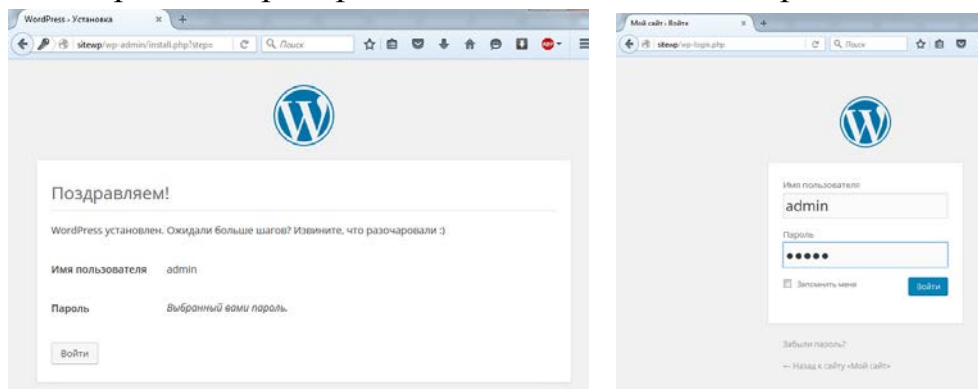 WordPress › Установка
sitewp/wp-admin/install.php?step=
Поиск
Поздравляем!
WordPress установлен. Ожидали больше шагов? Извините, что разочаровали :)
Имя пользователя admin
Пароль Выбранный вами пароль.
Войти
Мой сайт › Войти
sitewp/wp-login.php
Поиск
Имя пользователя
admin
Пароль
●●●●●
Запомнить меня
Войти
Забыли пароль?
← Назад к сайту «Мой сайт»